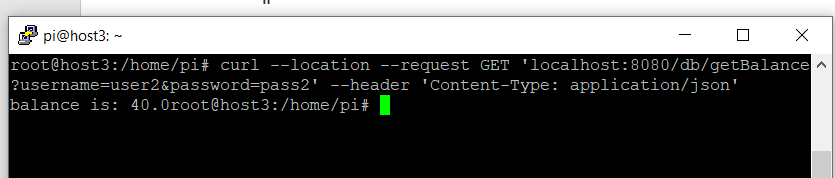 pi@host3: ~
root@host3:/home/pi# curl --location --request GET 'localhost:8080/db/getBalance
?username=user2&password=pass2' --header 'Content-Type: application/json'
balance is: 40.0root@host3:/home/pi#